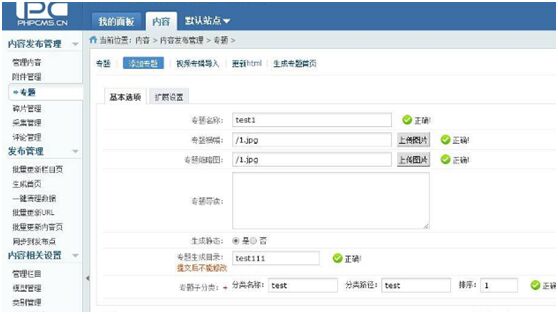 PHPCMS.CN
我的面板 内容 默认站点
当前位置：内容 > 内容发布管理 > 专题 >
专题 添加专题 视频专辑导入 更新html 生成专题首页
内容发布管理
管理内容
附件管理
专题
碎片管理
采集管理
评论管理
发布管理
批量更新栏目页
生成首页
一键清理数据
批量更新URL
批量更新内容页
同步到发布点
内容相关设置
管理栏目
模型管理
类别管理
基本选项 扩展设置
专题名称： test1 正确!
专题横幅： /1.jpg 上传图片 正确!
专题缩略图： /1.jpg 上传图片 正确!
专题导读：
生成静态： 是 否
专题生成目录： test111 正确!
提交后不能修改
专题子分类： + 分类名称： test 分类路径： test 排序： 1 正确